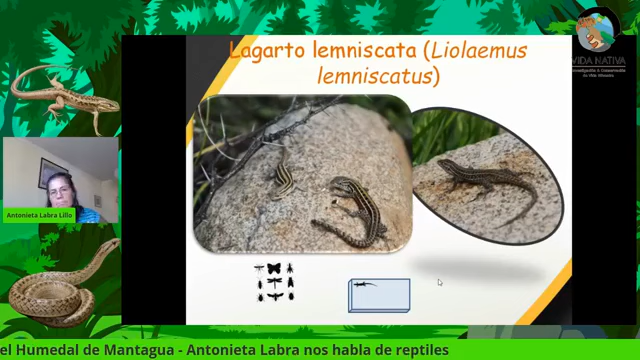 Lagarto lemniscata (Liolaemus
lemniscatus)
VIDA NATIVA
Antonieta Labra Lillo
el Humedal de Mantagua - Antonieta Labra nos habla de reptiles